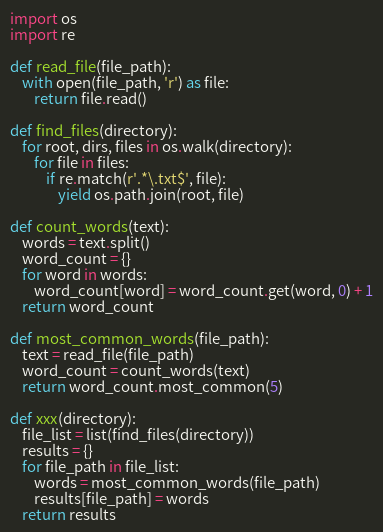 import os
import re

def read_file(file_path):
    with open(file_path, 'r') as file:
        return file.read()

def find_files(directory):
    for root, dirs, files in os.walk(directory):
        for file in files:
            if re.match(r'.*\.txt$', file):
                yield os.path.join(root, file)

def count_words(text):
    words = text.split()
    word_count = {}
    for word in words:
        word_count[word] = word_count.get(word, 0) + 1
    return word_count

def most_common_words(file_path):
    text = read_file(file_path)
    word_count = count_words(text)
    return word_count.most_common(5)

def xxx(directory):
    file_list = list(find_files(directory))
    results = {}
    for file_path in file_list:
        words = most_common_words(file_path)
        results[file_path] = words
    return results